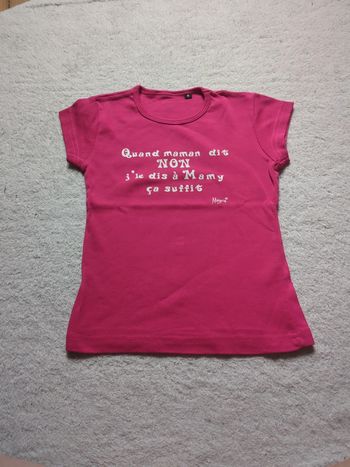 Quand maman dit
NON
j'le dis à Mamy
ça suffit